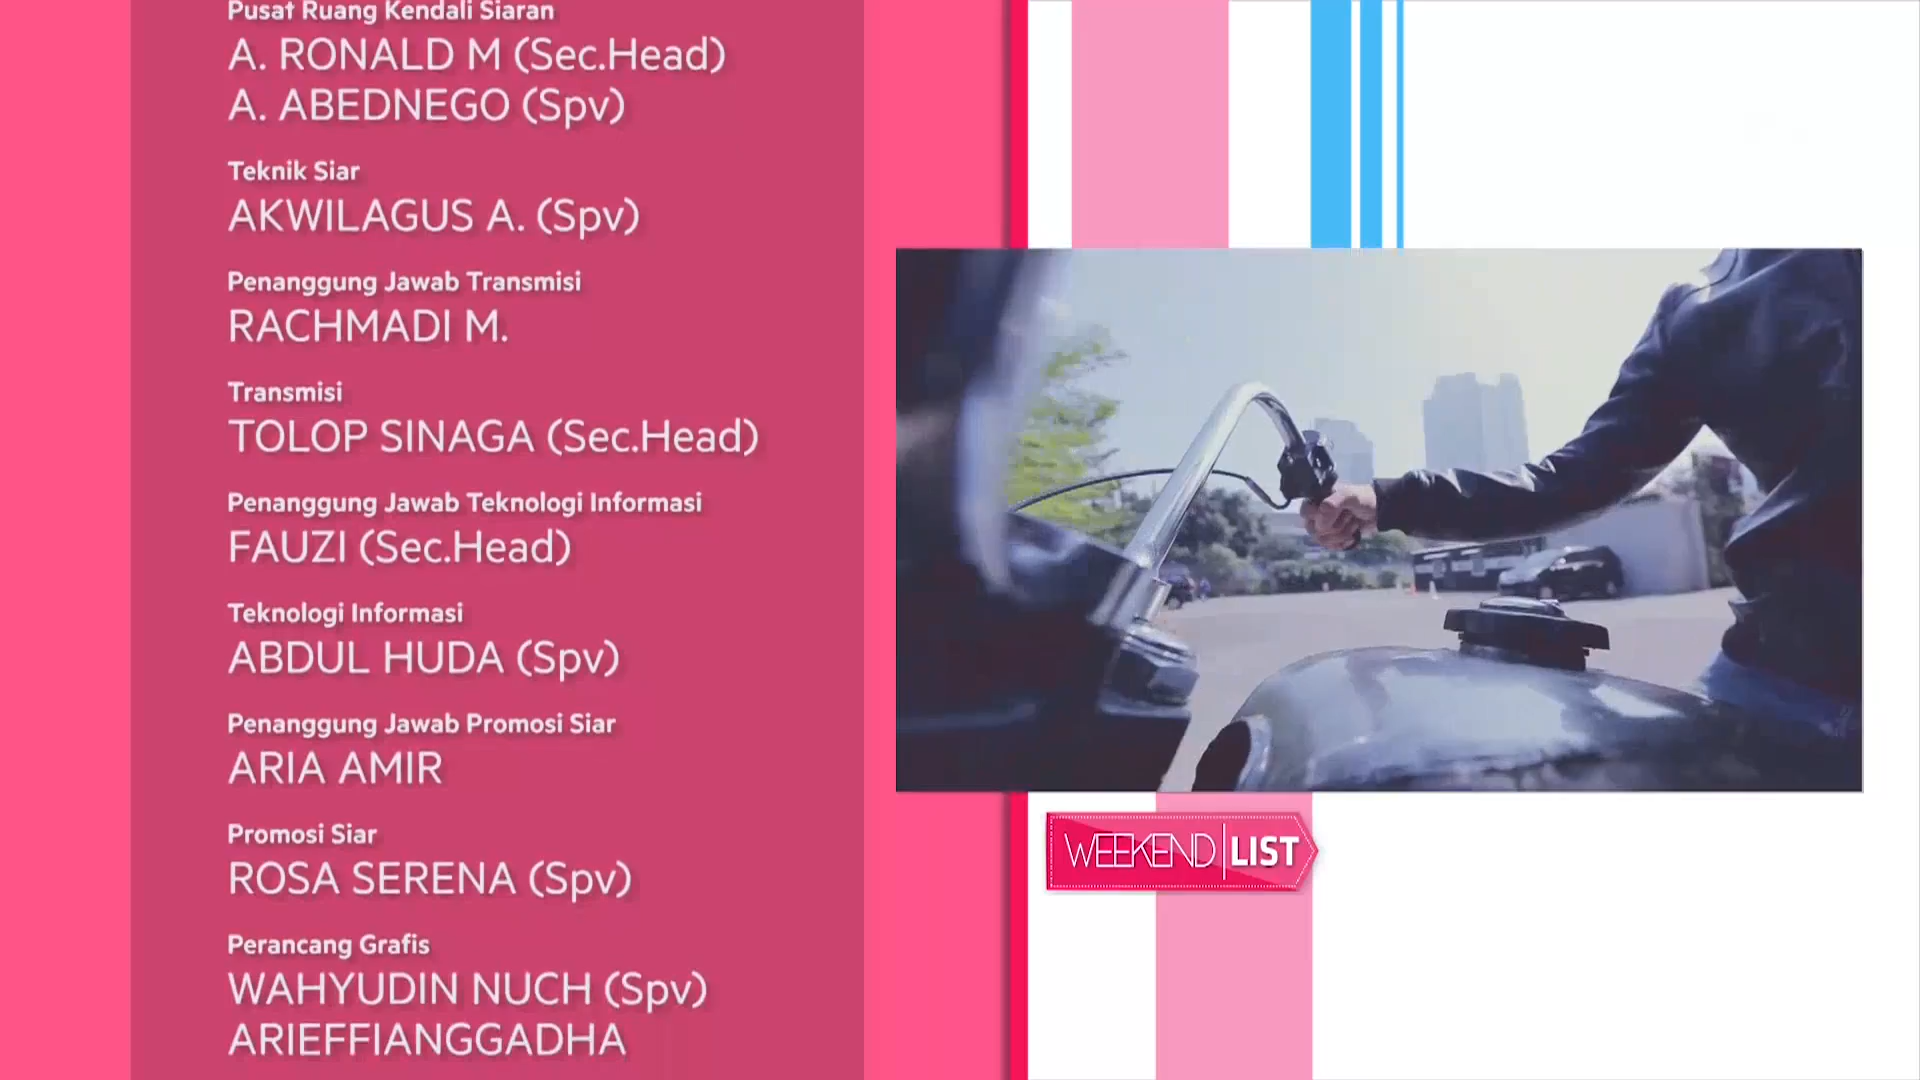 Pusat Ruang Kendali Siaran
A. RONALD M (Sec.Head)
A. ABEDNEGO (Spv)
Teknik Siar
AKWILAGUS A. (Spv)
Penanggung Jawab Transmisi
RACHMADI M.
Transmisi
TOLOP SINAGA (Sec.Head)
Penanggung Jawab Teknologi Informasi
FAUZI (Sec.Head)
Teknologi Informasi
ABDUL HUDA (Spv)
Penanggung Jawab Promosi Siar
ARIA AMIR
Promosi Siar
ROSA SERENA (Spv)
Perancang Grafis
WAHYUDIN NUCH (Spv)
ARIEFFIANGGADHA
WEEKEND LIST